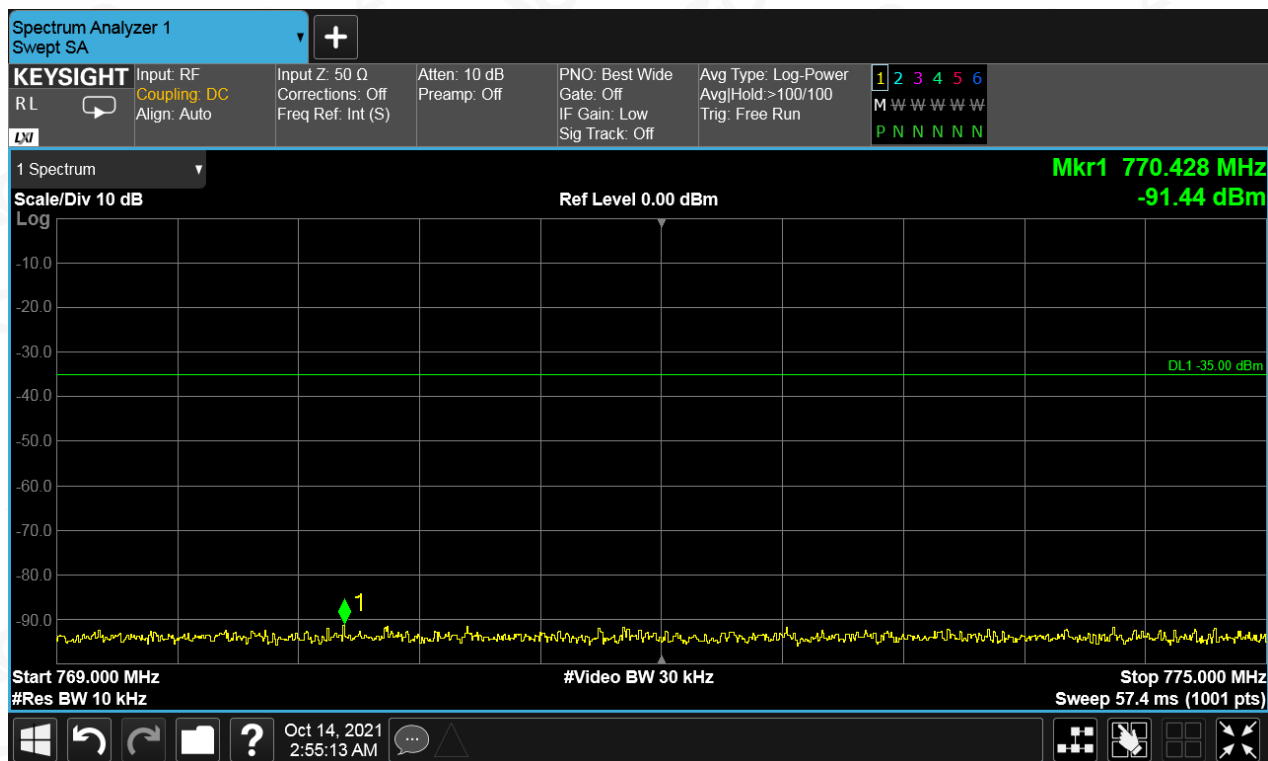 Spectrum Analyzer 1
Swept SA
+
KEYSIGHT
R L
LXI
Input: RF
Coupling: DC
Align: Auto
Input Z: 50 Ω
Corrections: Off
Freq Ref: Int (S)
Atten: 10 dB
Preamp: Off
PNO: Best Wide
Gate: Off
IF Gain: Low
Sig Track: Off
Avg Type: Log-Power
Avg|Hold:>100/100
Trig: Free Run
1 2 3 4 5 6
M W W W W W
P N N N N N
1 Spectrum
Mkr1 770.428 MHz
-91.44 dBm
Scale/Div 10 dB
Ref Level 0.00 dBm
Log
-10.0
-20.0
-30.0
DL1 -35.00 dBm
-40.0
-50.0
-60.0
-70.0
-80.0
1
-90.0
Start 769.000 MHz
#Video BW 30 kHz
Stop 775.000 MHz
#Res BW 10 kHz
Sweep 57.4 ms (1001 pts)
?
Oct 14, 2021
2:55:13 AM